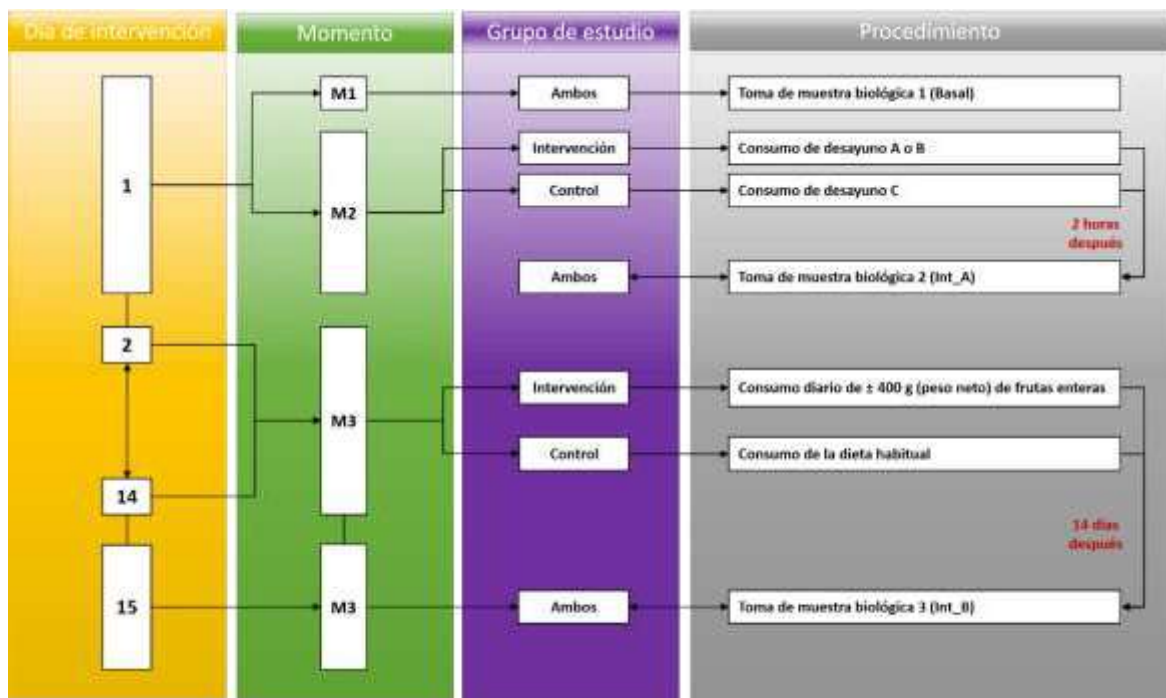 Día de intervención
Momento
Grupo de estudio
Procedimiento
1
M1
Ambos
Toma de muestra biológica 1 (Basal)
M2
Intervención
Consumo de desayuno A o B
Control
Consumo de desayuno C
2 horas
después
Ambos
Toma de muestra biológica 2 (Int_A)
2
14
M3
Intervención
Consumo diario de ± 400 g (peso neto) de frutas enteras
Control
Consumo de la dieta habitual
14 días
después
15
M3
Ambos
Toma de muestra biológica 3 (Int_B)